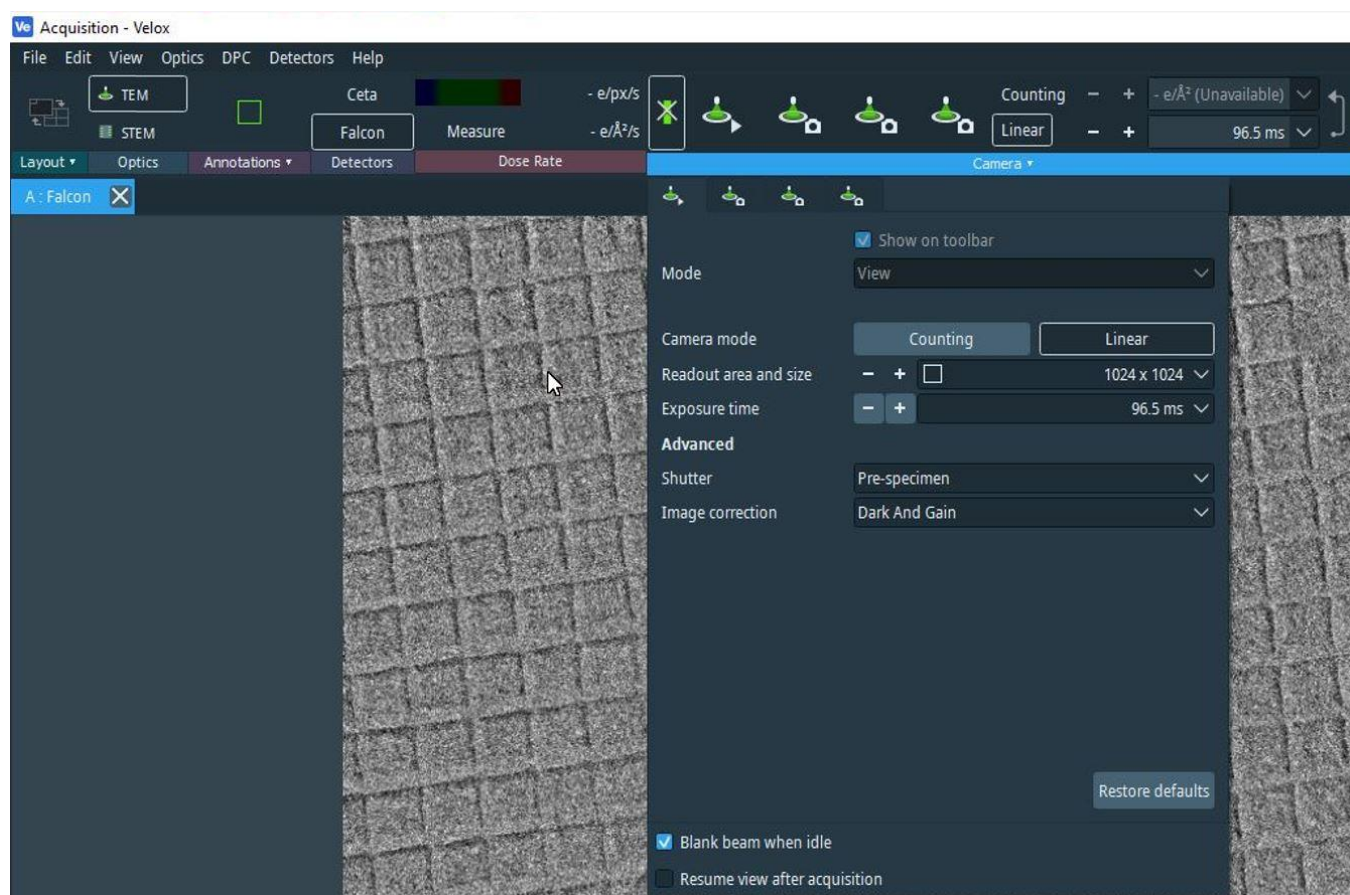 Ve Acquisition - Velox
File Edit View Optics DPC Detectors Help
TEM Ceta - e/px/s Counting - + - e/Å² (Unavailable)
STEM Falcon Measure - e/Å²/s Linear - + 96.5 ms
Layout Optics Annotations Detectors Dose Rate Camera
A : Falcon
Show on toolbar
Mode View
Camera mode Counting Linear
Readout area and size - + 1024 x 1024
Exposure time - + 96.5 ms
Advanced
Shutter Pre-specimen
Image correction Dark And Gain
Restore defaults
Blank beam when idle
Resume view after acquisition